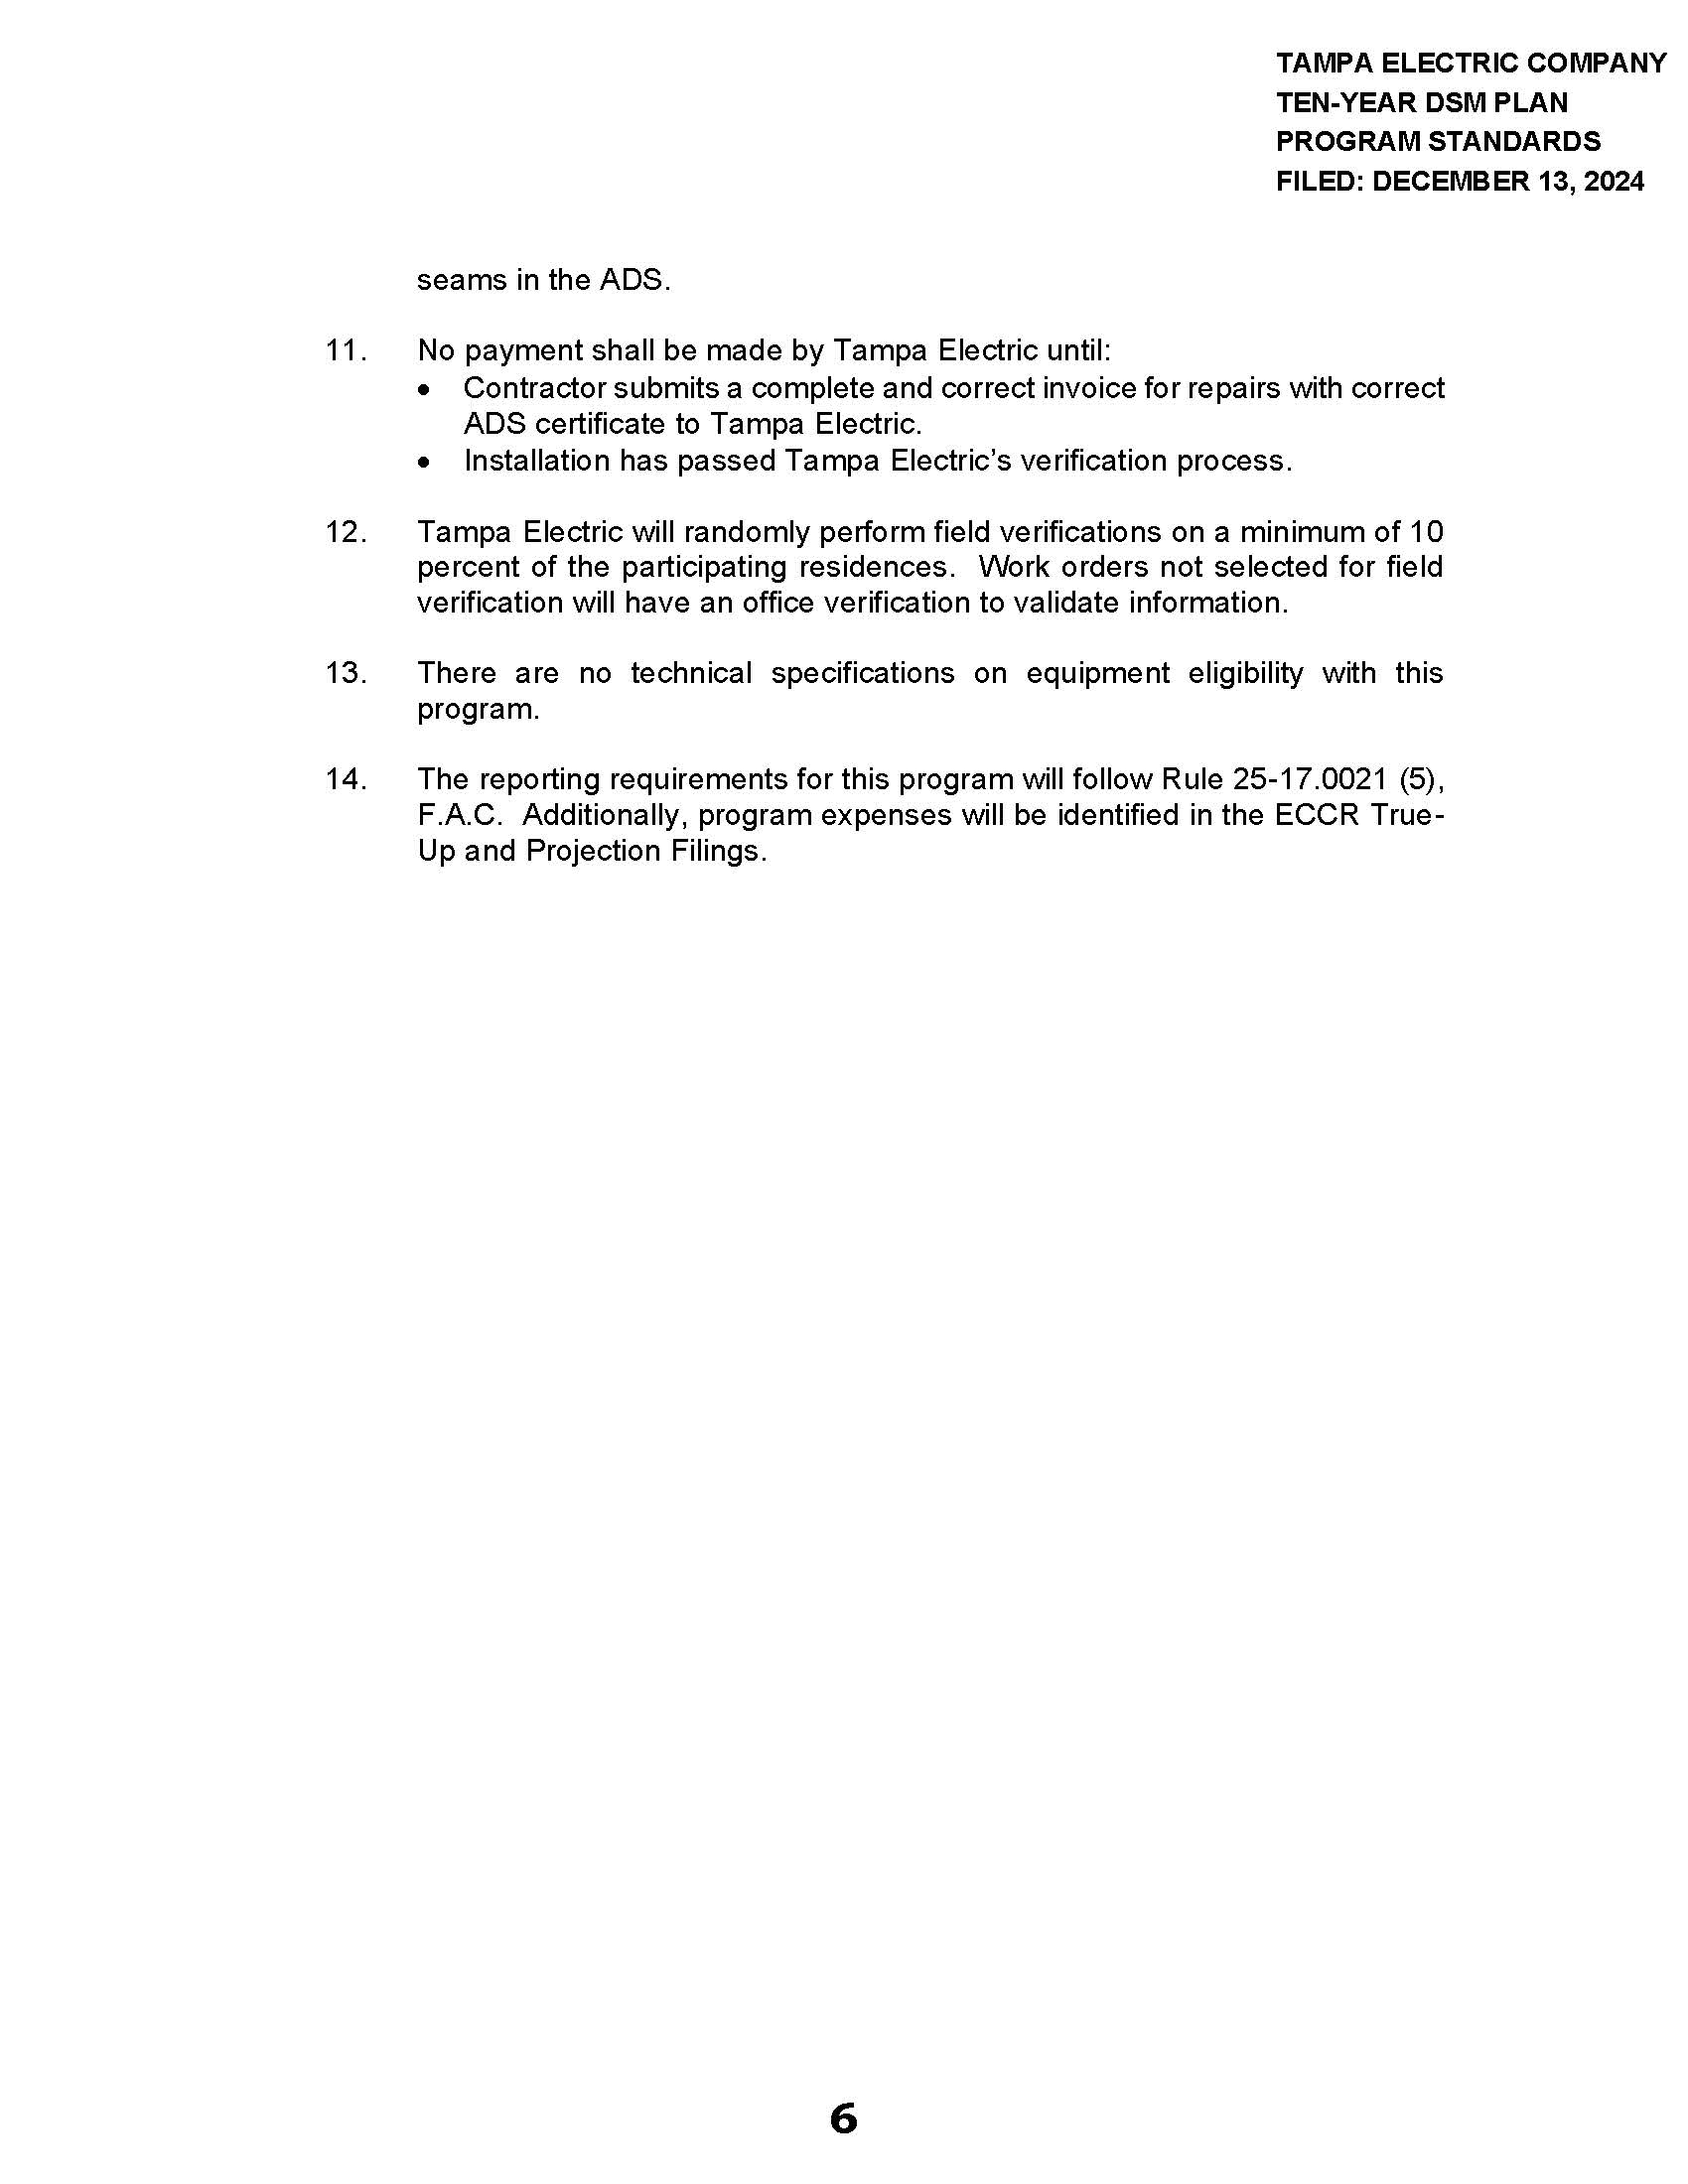 TAMPA ELECTRIC COMPANY
TEN-YEAR DSM PLAN
PROGRAM STANDARDS
FILED: DECEMBER 13, 2024
seams in the ADS.
11. No payment shall be made by Tampa Electric until:
• Contractor submits a complete and correct invoice for repairs with correct
ADS certificate to Tampa Electric.
• Installation has passed Tampa Electric’s verification process.
12. Tampa Electric will randomly perform field verifications on a minimum of 10
percent of the participating residences. Work orders not selected for field
verification will have an office verification to validate information.
13. There are no technical specifications on equipment eligibility with this
program.
14. The reporting requirements for this program will follow Rule 25-17.0021 (5),
F.A.C. Additionally, program expenses will be identified in the ECCR True-
Up and Projection Filings.
6